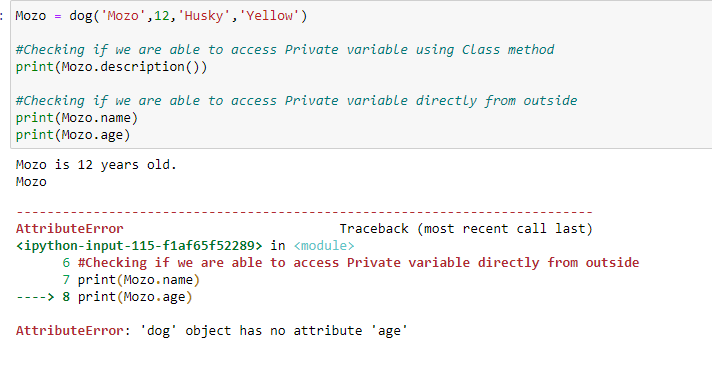 : Mozo = dog('Mozo',12,'Husky','Yellow')
#Checking if we are able to access Private variable using Class method
print(Mozo.description())
#Checking if we are able to access Private variable directly from outside
print(Mozo.name)
print(Mozo.age)
Mozo is 12 years old.
Mozo
---------------------------------------------------------------------------
AttributeError                            Traceback (most recent call last)
<ipython-input-115-f1af65f52289> in <module>
      6 #Checking if we are able to access Private variable directly from outside
      7 print(Mozo.name)
----> 8 print(Mozo.age)
AttributeError: 'dog' object has no attribute 'age'